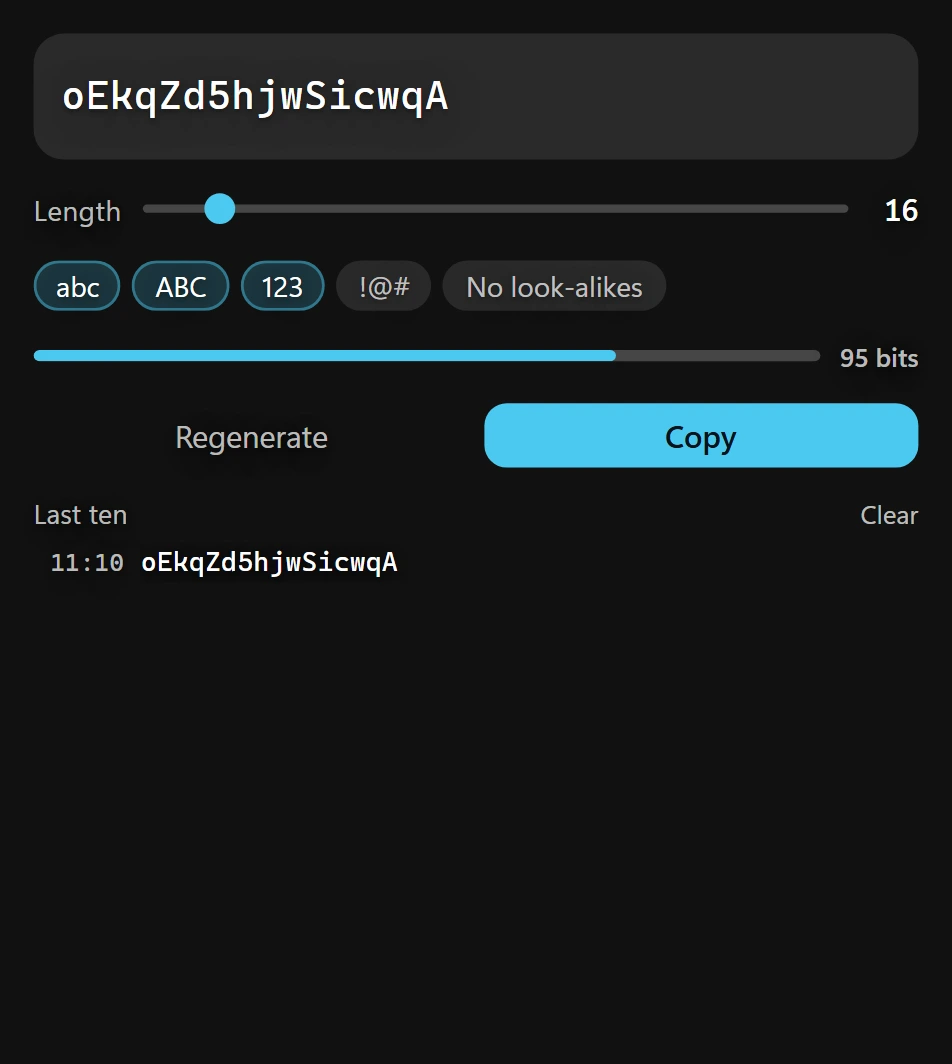 oEkqZd5hjwSicwqA
Length 16
abc ABC 123 !@# No look-alikes
95 bits
Regenerate Copy
Last ten Clear
11:10 oEkqZd5hjwSicwqA